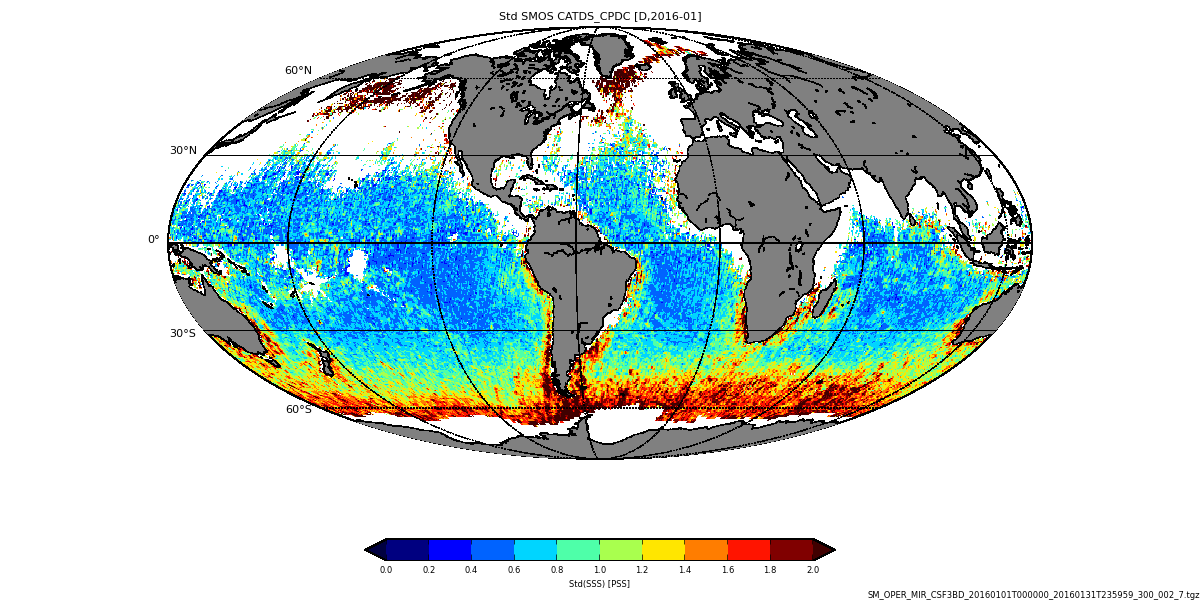 Std SMOS CATDS_CPDC [D,2016-01]
60°N
30°N
0°
30°S
60°S
0.0 0.2 0.4 0.6 0.8 1.0 1.2 1.4 1.6 1.8 2.0
Std(SSS) [PSS]
SM_OPER_MIR_CSF3BD_20160101T000000_20160131T235959_300_002_7.tgz